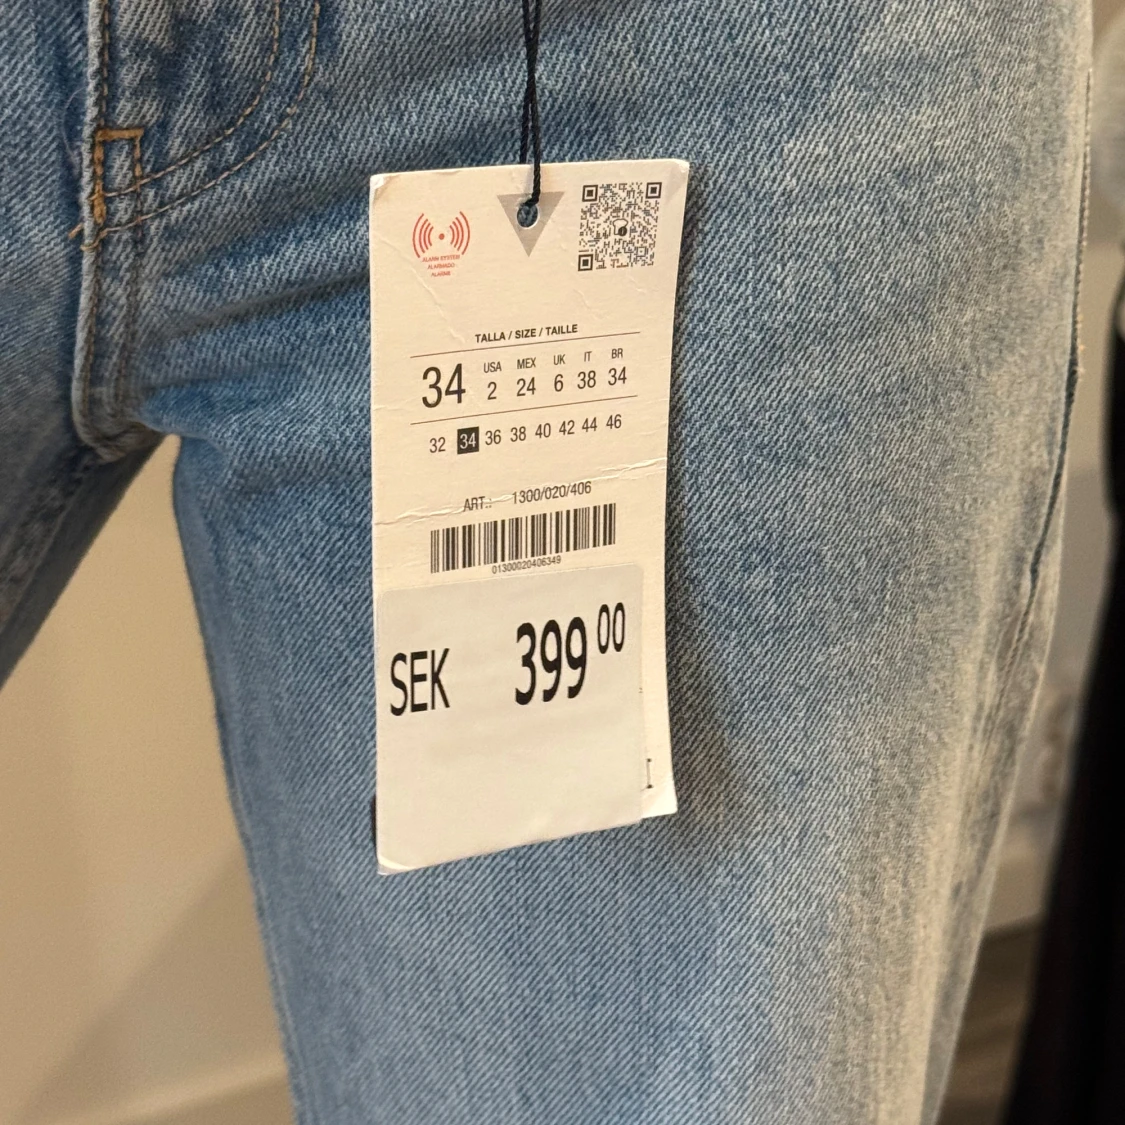 ALARM SYSTEM
ALARMADO -
ALARME
TALLA / SIZE / TAILLE
34 USA 2 MEX 24 UK 6 IT 38 BR 34
32 34 36 38 40 42 44 46
ART.: 1300/020/406
01300020406349
SEK 399 00